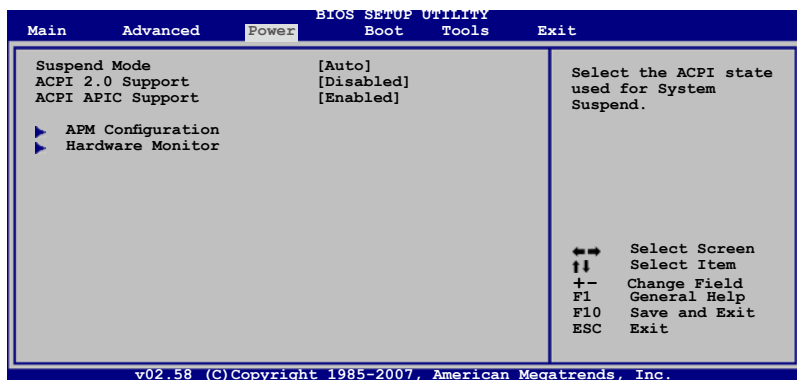 BIOS SETUP UTILITY
Main Advanced Power Boot Tools Exit
Suspend Mode [Auto]
ACPI 2.0 Support [Disabled]
ACPI APIC Support [Enabled]
APM Configuration
Hardware Monitor
Select the ACPI state
used for System
Suspend.
Select Screen
Select Item
+- Change Field
F1 General Help
F10 Save and Exit
ESC Exit
v02.58 (C)Copyright 1985-2007, American Megatrends, Inc.